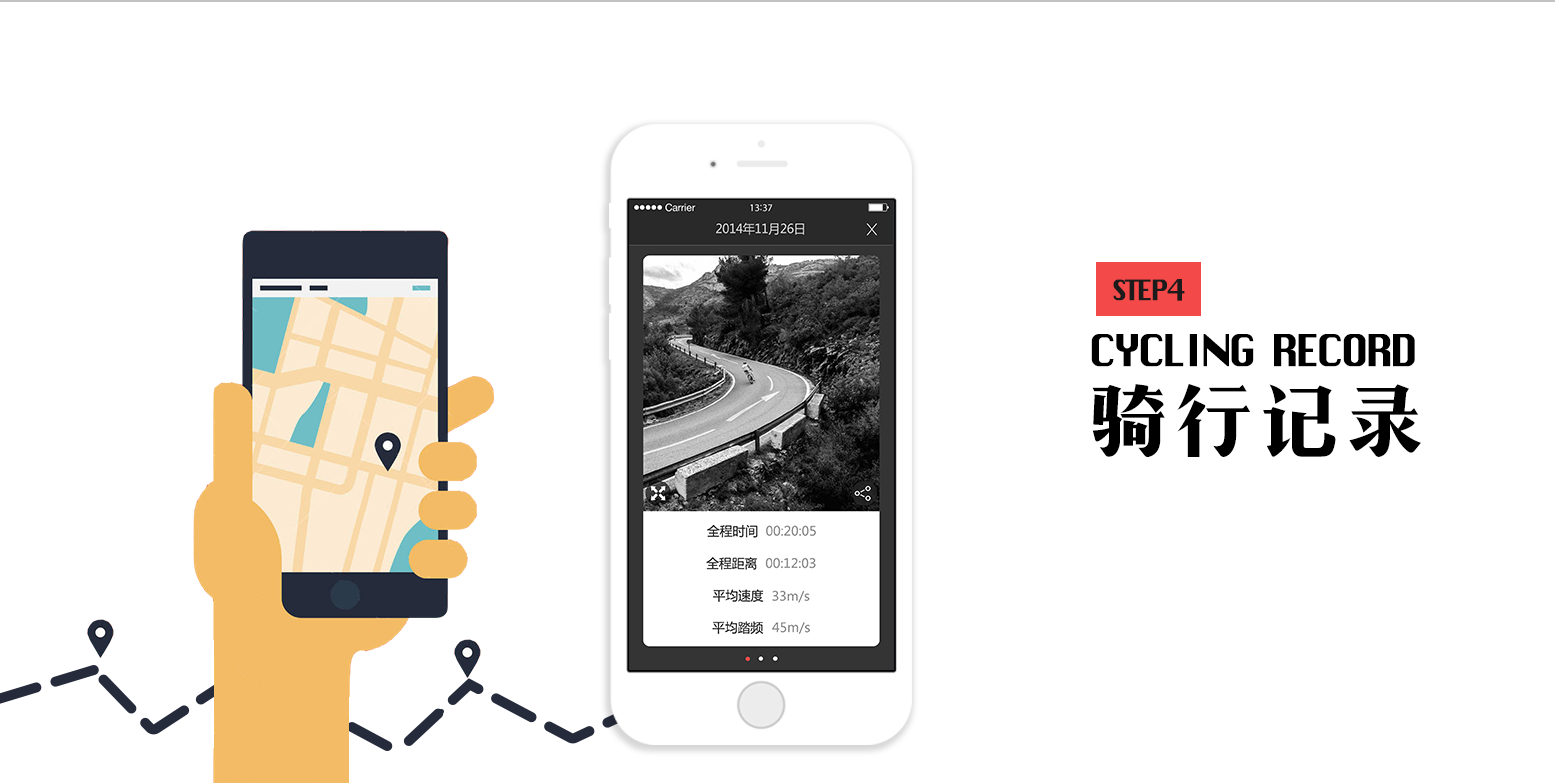 Carrier 13:37
2014年11月26日 X
全程时间 00:20:05
全程距离 00:12:03
平均速度 33m/s
平均踏频 45m/s
STEP4
CYCLING RECORD
骑行记录